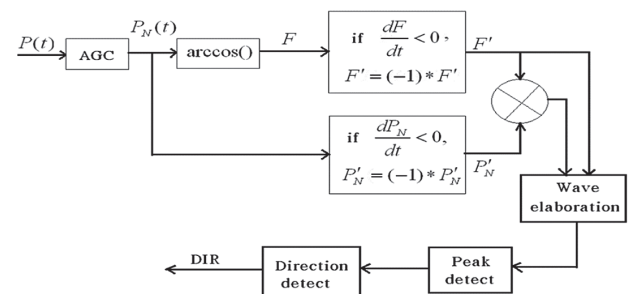 P(t)
AGC
P_N(t)
arccos()
F
if dF/dt < 0 ,
F' = (-1) * F'
F'
if dP_N/dt < 0,
P'_N = (-1) * P'_N
P'_N
Wave
elaboration
Peak
detect
Direction
detect
DIR